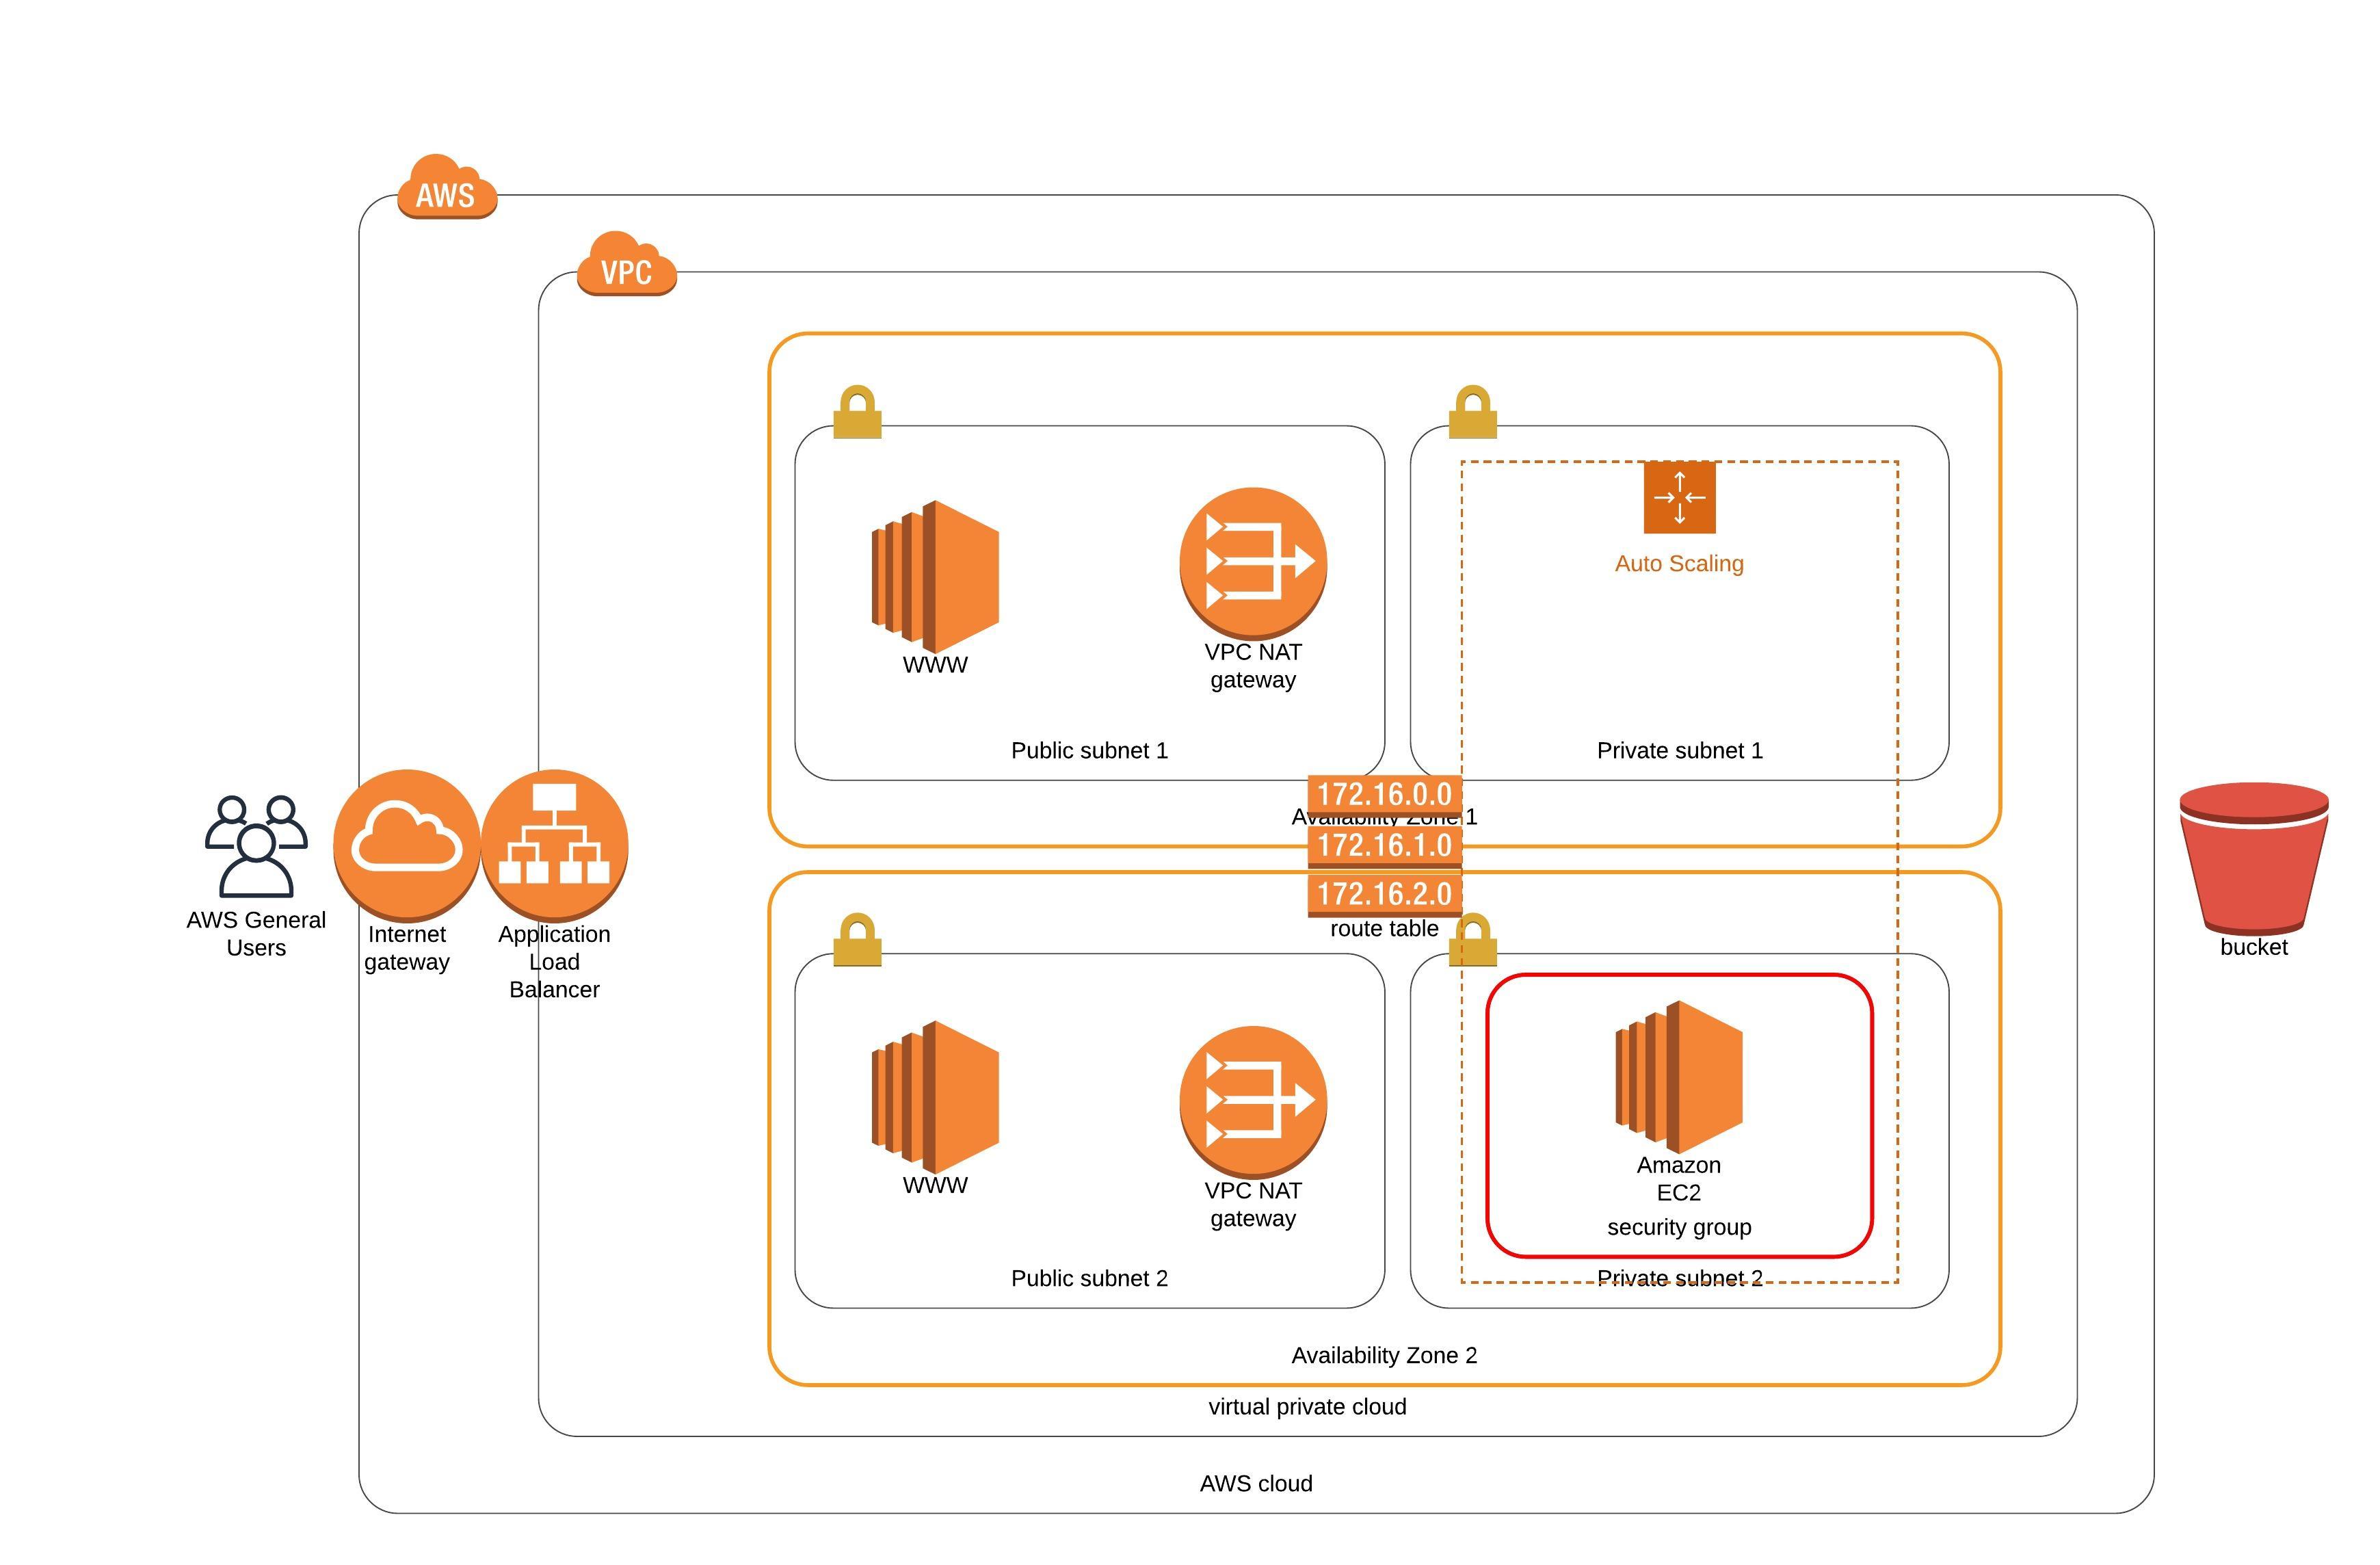 AWS
VPC
Auto Scaling
WWW
VPC NAT
gateway
Public subnet 1
Private subnet 1
172.16.0.0
Availability Zone 1
172.16.1.0
172.16.2.0
route table
AWS General
Users
Internet
gateway
Application
Load
Balancer
bucket
WWW
VPC NAT
gateway
Amazon
EC2
security group
Public subnet 2
Private subnet 2
Availability Zone 2
virtual private cloud
AWS cloud